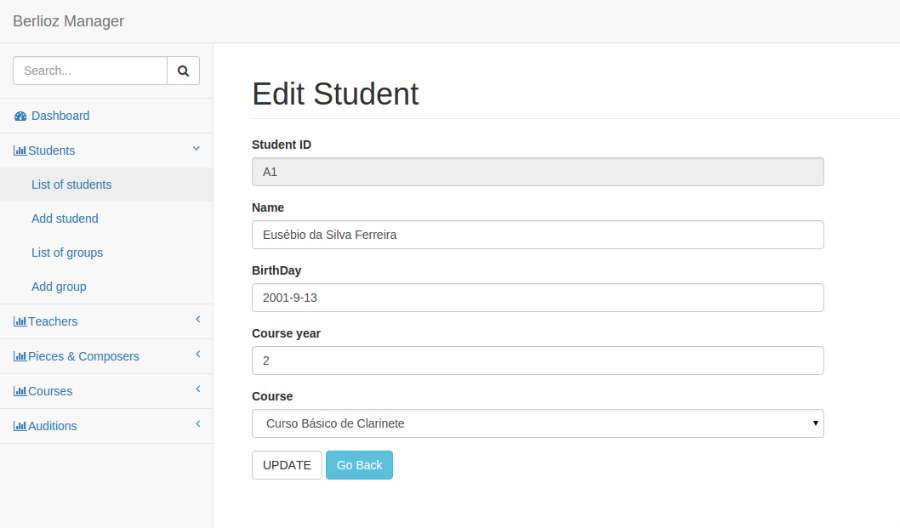 Berlioz Manager
Search...
Dashboard
Students
List of students
Add studend
List of groups
Add group
Teachers
Pieces & Composers
Courses
Auditions
Edit Student
Student ID
A1
Name
Eusébio da Silva Ferreira
BirthDay
2001-9-13
Course year
2
Course
Curso Básico de Clarinete
UPDATE Go Back